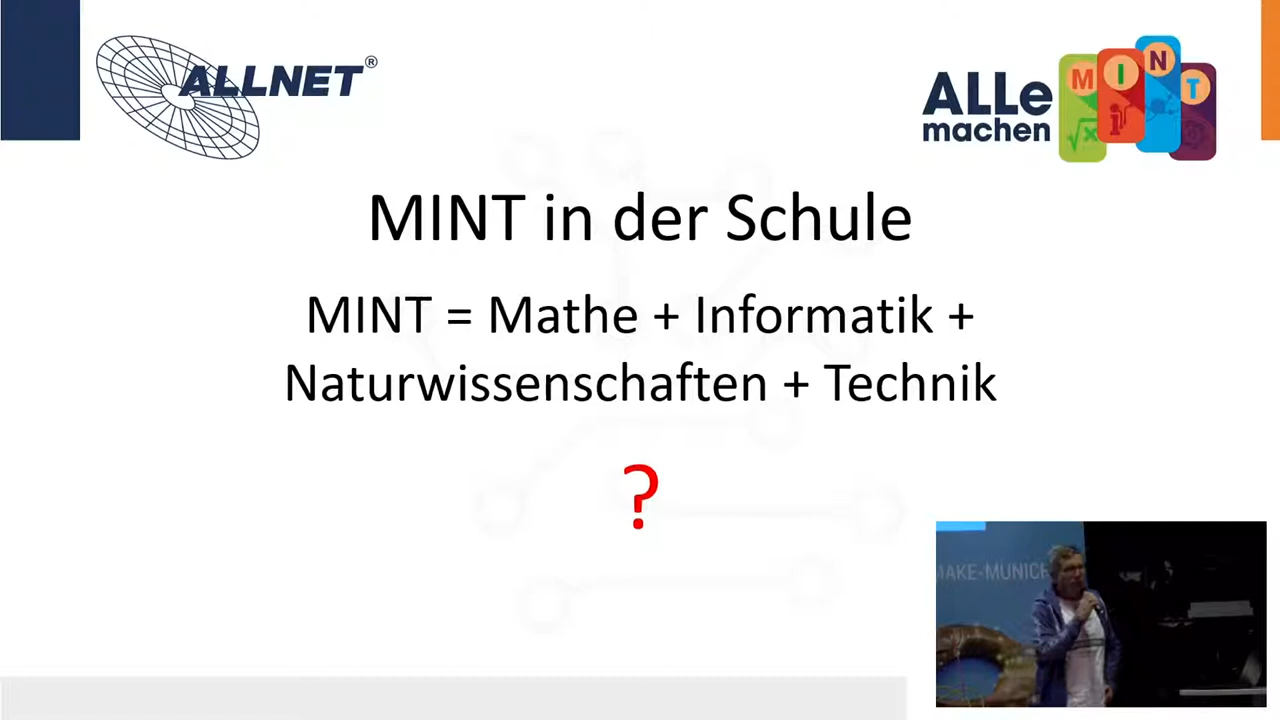 ALLNET®
ALLe
machen
M I N T
√x
MINT in der Schule
MINT = Mathe + Informatik +
Naturwissenschaften + Technik
?
MAKE-MUNICH